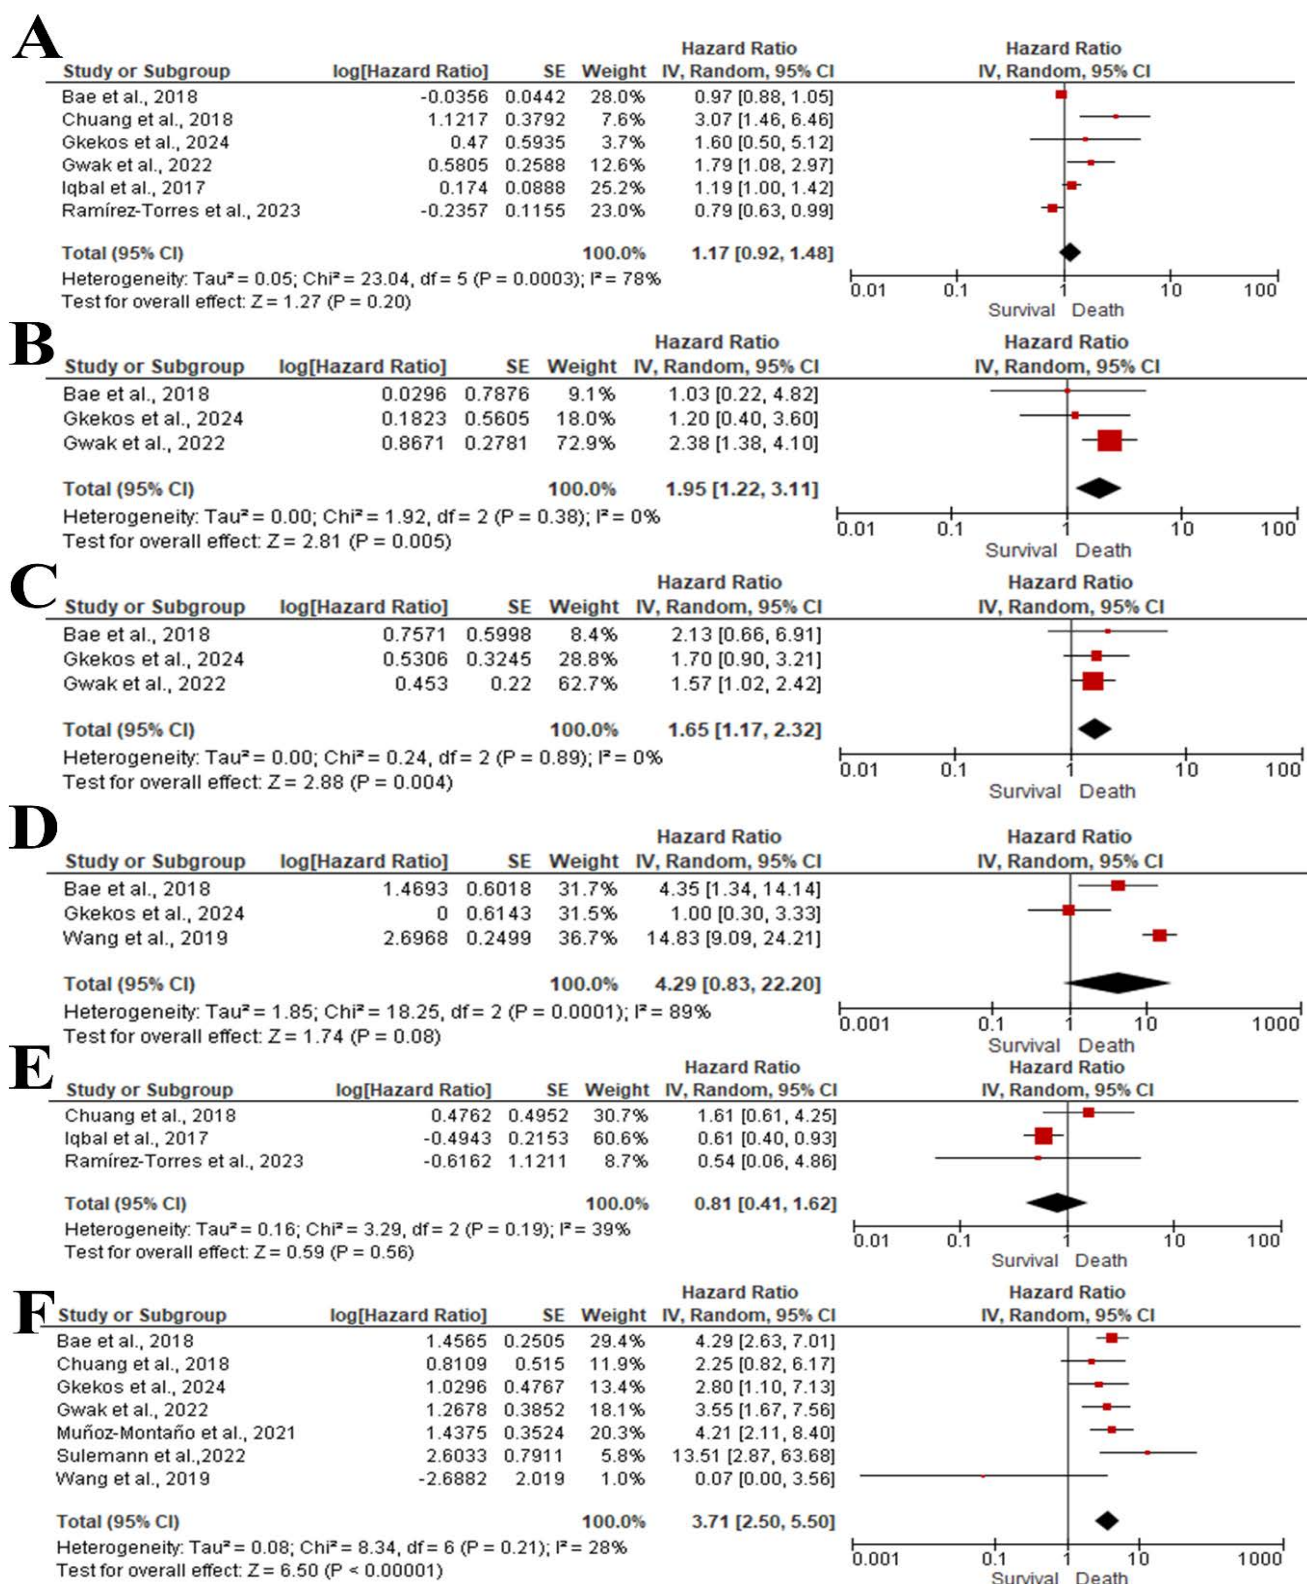 A
Hazard Ratio Hazard Ratio
Study or Subgroup log[Hazard Ratio] SE Weight IV, Random, 95% CI IV, Random, 95% CI
Bae et al., 2018 -0.0356 0.0442 28.0% 0.97 [0.88, 1.05]
Chuang et al., 2018 1.1217 0.3792 7.6% 3.07 [1.46, 6.46]
Gkekos et al., 2024 0.47 0.5935 3.7% 1.60 [0.50, 5.12]
Gwak et al., 2022 0.5805 0.2588 12.6% 1.79 [1.08, 2.97]
Iqbal et al., 2017 0.174 0.0888 25.2% 1.19 [1.00, 1.42]
Ramírez-Torres et al., 2023 -0.2357 0.1155 23.0% 0.79 [0.63, 0.99]
Total (95% CI) 100.0% 1.17 [0.92, 1.48]
Heterogeneity: Tau² = 0.05; Chi² = 23.04, df = 5 (P = 0.0003); I² = 78%
Test for overall effect: Z = 1.27 (P = 0.20)
0.01 0.1 1 10 100
Survival Death
B
Hazard Ratio Hazard Ratio
Study or Subgroup log[Hazard Ratio] SE Weight IV, Random, 95% CI IV, Random, 95% CI
Bae et al., 2018 0.0296 0.7876 9.1% 1.03 [0.22, 4.82]
Gkekos et al., 2024 0.1823 0.5605 18.0% 1.20 [0.40, 3.60]
Gwak et al., 2022 0.8671 0.2781 72.9% 2.38 [1.38, 4.10]
Total (95% CI) 100.0% 1.95 [1.22, 3.11]
Heterogeneity: Tau² = 0.00; Chi² = 1.92, df = 2 (P = 0.38); I² = 0%
Test for overall effect: Z = 2.81 (P = 0.005)
0.01 0.1 1 10 100
Survival Death
C
Hazard Ratio Hazard Ratio
Study or Subgroup log[Hazard Ratio] SE Weight IV, Random, 95% CI IV, Random, 95% CI
Bae et al., 2018 0.7571 0.5998 8.4% 2.13 [0.66, 6.91]
Gkekos et al., 2024 0.5306 0.3245 28.8% 1.70 [0.90, 3.21]
Gwak et al., 2022 0.453 0.22 62.7% 1.57 [1.02, 2.42]
Total (95% CI) 100.0% 1.65 [1.17, 2.32]
Heterogeneity: Tau² = 0.00; Chi² = 0.24, df = 2 (P = 0.89); I² = 0%
Test for overall effect: Z = 2.88 (P = 0.004)
0.01 0.1 1 10 100
Survival Death
D
Hazard Ratio Hazard Ratio
Study or Subgroup log[Hazard Ratio] SE Weight IV, Random, 95% CI IV, Random, 95% CI
Bae et al., 2018 1.4693 0.6018 31.7% 4.35 [1.34, 14.14]
Gkekos et al., 2024 0 0.6143 31.5% 1.00 [0.30, 3.33]
Wang et al., 2019 2.6968 0.2499 36.7% 14.83 [9.09, 24.21]
Total (95% CI) 100.0% 4.29 [0.83, 22.20]
Heterogeneity: Tau² = 1.85; Chi² = 18.25, df = 2 (P = 0.0001); I² = 89%
Test for overall effect: Z = 1.74 (P = 0.08)
0.001 0.1 1 10 1000
Survival Death
E
Hazard Ratio Hazard Ratio
Study or Subgroup log[Hazard Ratio] SE Weight IV, Random, 95% CI IV, Random, 95% CI
Chuang et al., 2018 0.4762 0.4952 30.7% 1.61 [0.61, 4.25]
Iqbal et al., 2017 -0.4943 0.2153 60.6% 0.61 [0.40, 0.93]
Ramírez-Torres et al., 2023 -0.6162 1.1211 8.7% 0.54 [0.06, 4.86]
Total (95% CI) 100.0% 0.81 [0.41, 1.62]
Heterogeneity: Tau² = 0.16; Chi² = 3.29, df = 2 (P = 0.19); I² = 39%
Test for overall effect: Z = 0.59 (P = 0.56)
0.01 0.1 1 10 100
Survival Death
F
Hazard Ratio Hazard Ratio
Study or Subgroup log[Hazard Ratio] SE Weight IV, Random, 95% CI IV, Random, 95% CI
Bae et al., 2018 1.4565 0.2505 29.4% 4.29 [2.63, 7.01]
Chuang et al., 2018 0.8109 0.515 11.9% 2.25 [0.82, 6.17]
Gkekos et al., 2024 1.0296 0.4767 13.4% 2.80 [1.10, 7.13]
Gwak et al., 2022 1.2678 0.3852 18.1% 3.55 [1.67, 7.56]
Muñoz-Montaño et al., 2021 1.4375 0.3524 20.3% 4.21 [2.11, 8.40]
Sulemann et al.,2022 2.6033 0.7911 5.8% 13.51 [2.87, 63.68]
Wang et al., 2019 -2.6882 2.019 1.0% 0.07 [0.00, 3.56]
Total (95% CI) 100.0% 3.71 [2.50, 5.50]
Heterogeneity: Tau² = 0.08; Chi² = 8.34, df = 6 (P = 0.21); I² = 28%
Test for overall effect: Z = 6.50 (P < 0.00001)
0.001 0.1 1 10 1000
Survival Death